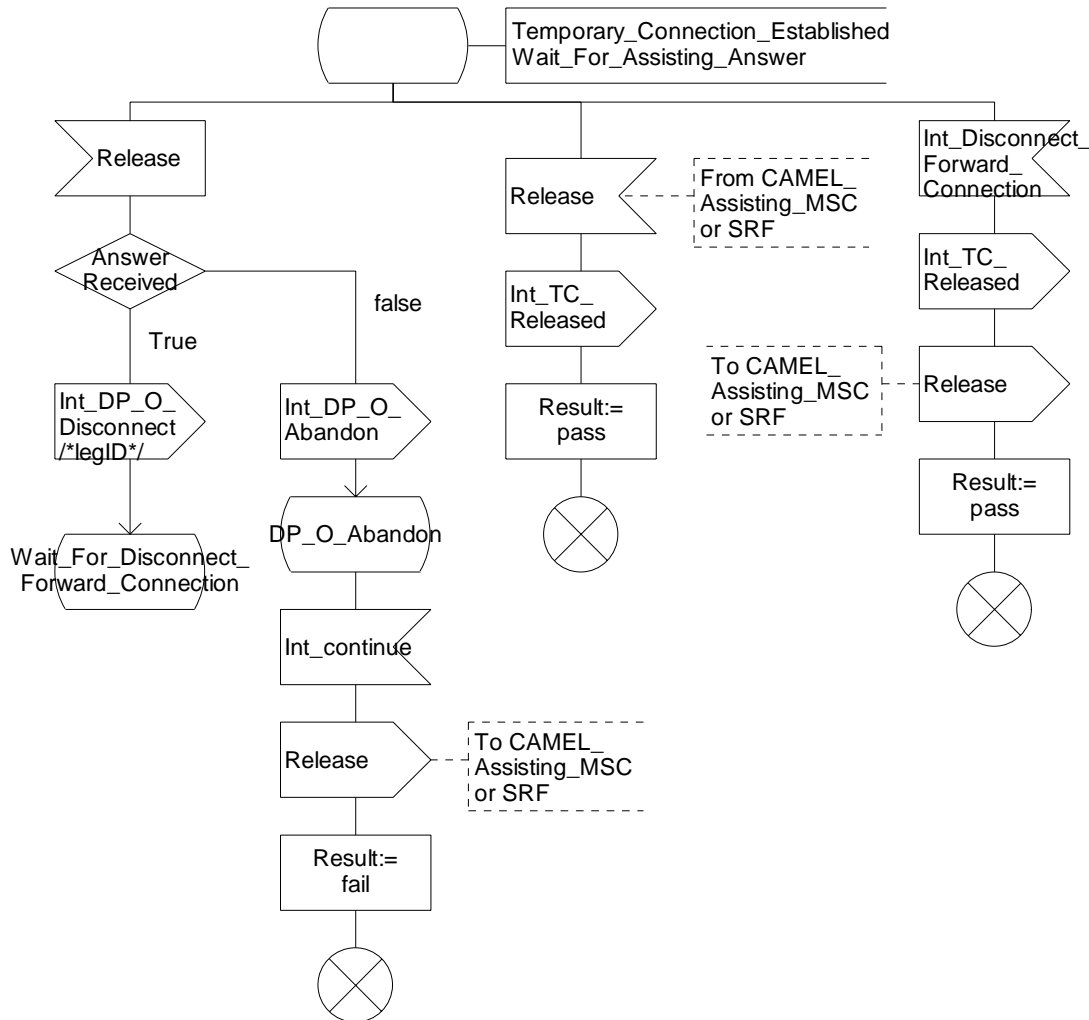 Temporary_Connection_Established
Wait_For_Assisting_Answer
Release
Answer
Received
True
false
Int_DP_O_
Disconnect
/*legID*/
Wait_For_Disconnect_
Forward_Connection
Int_DP_O_
Abandon
DP_O_Abandon
Int_continue
Release
To CAMEL_
Assisting_MSC
or SRF
Result:=
fail
Release
From CAMEL_
Assisting_MSC
or SRF
Int_TC_
Released
Result:=
pass
Int_Disconnect_
Forward_
Connection
Int_TC_
Released
Release
To CAMEL_
Assisting_MSC
or SRF
Result:=
pass